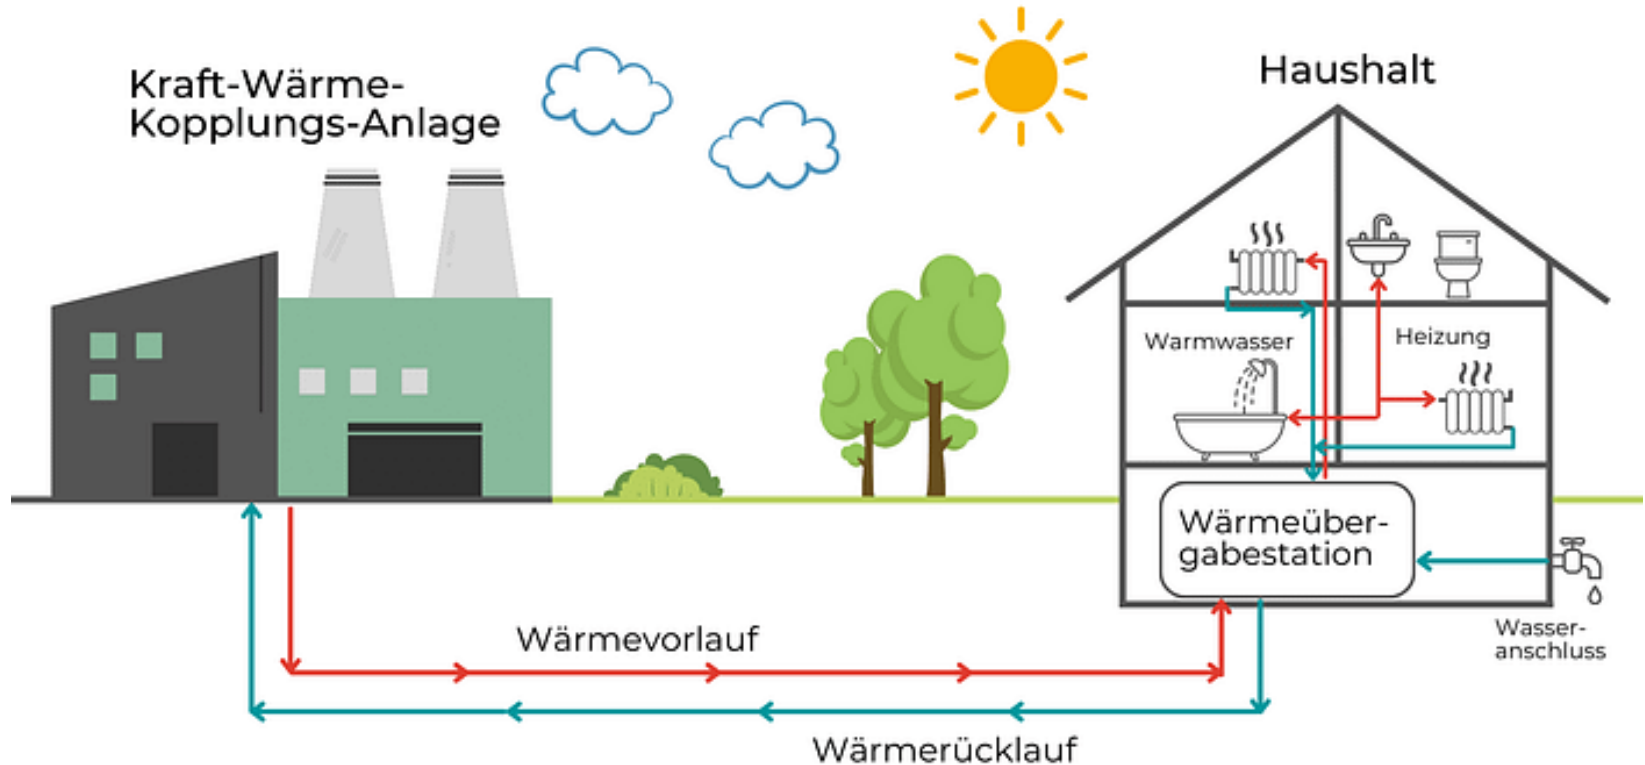 Kraft-Wärme-
Kopplungs-Anlage
Haushalt
Warmwasser
Heizung
Wärmeüber-
gabestation
Wasser-
anschluss
Wärmevorlauf
Wärmerücklauf